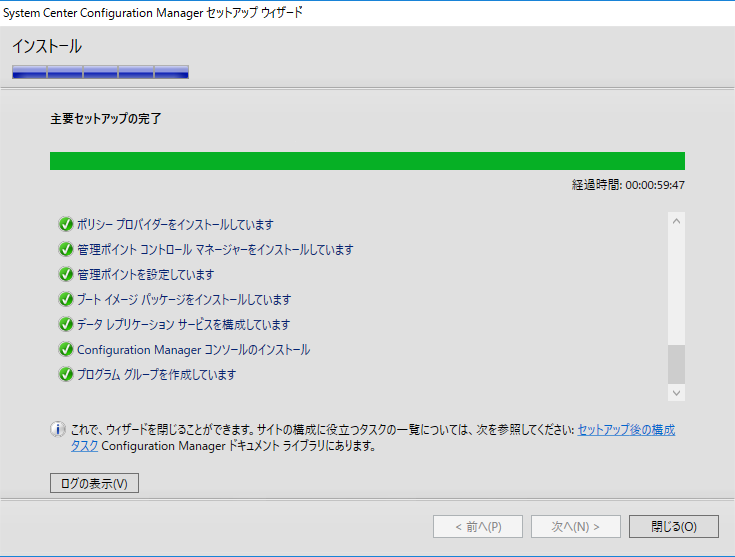 System Center Configuration Manager セットアップ ウィザード
インストール
主要セットアップの完了
経過時間: 00:00:59:47
ポリシー プロバイダーをインストールしています
管理ポイント コントロール マネージャーをインストールしています
管理ポイントを設定しています
ブート イメージ パッケージをインストールしています
データ レプリケーション サービスを構成しています
Configuration Manager コンソールのインストール
プログラム グループを作成しています
これで、ウィザードを閉じることができます。サイトの構成に役立つタスクの一覧については、次を参照してください: セットアップ後の構成
タスク Configuration Manager ドキュメント ライブラリにあります。
ログの表示(V)
< 前へ(P)
次へ(N) >
閉じる(O)